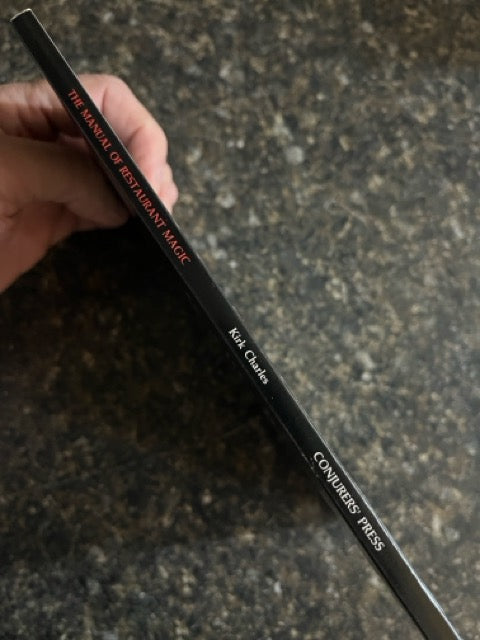 THE MANUAL OF RESTAURANT MAGIC
Kirk Charles
CONJURERS' PRESS